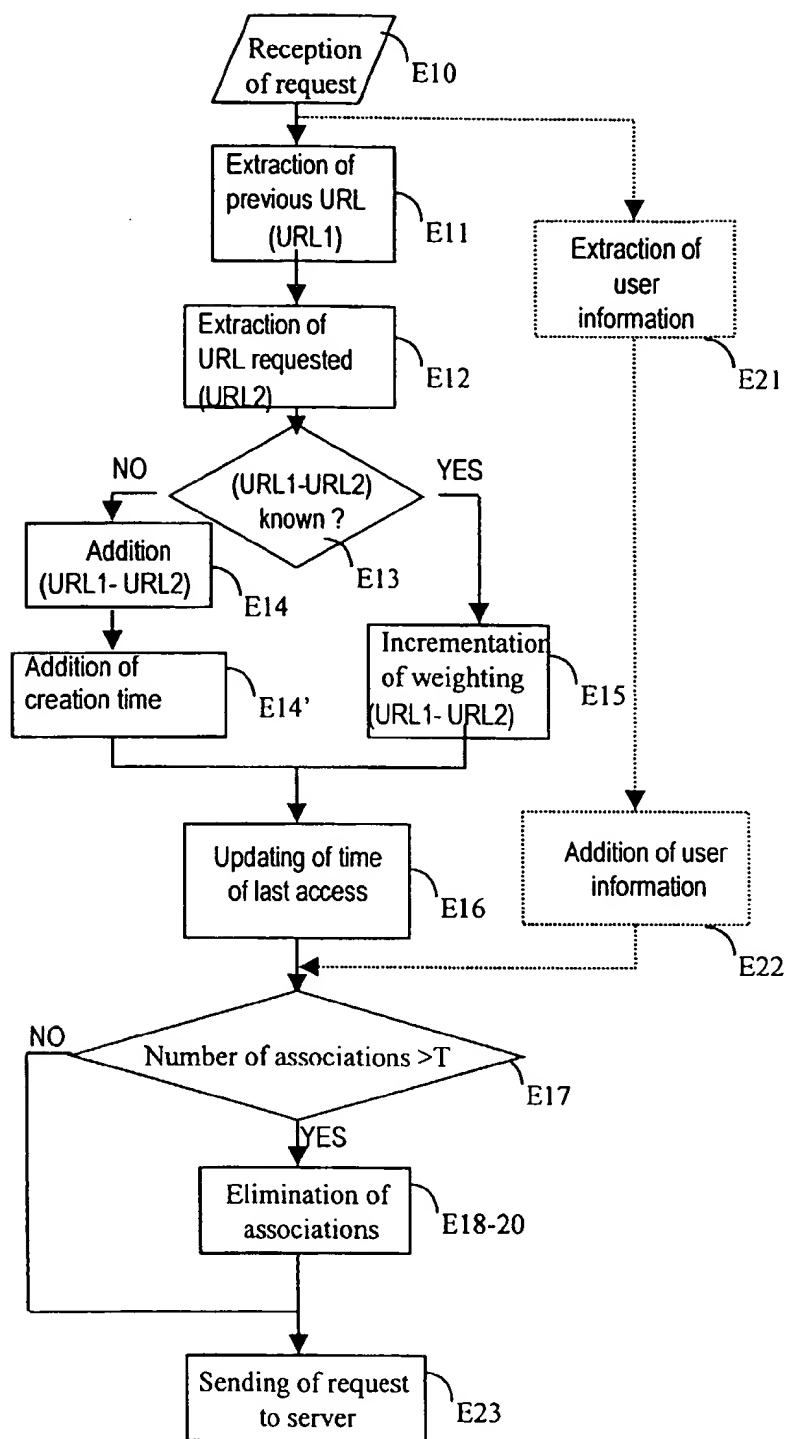 Reception
of request
E10
Extraction of
previous URL
(URL1)
E11
Extraction of
user
information
E21
Extraction of
URL requested
(URL2)
E12
NO
YES
(URL1-URL2)
known ?
E13
Addition
(URL1- URL2)
E14
Addition of
creation time
E14'
Incrementation
of weighting
(URL1- URL2)
E15
Updating of time
of last access
E16
Addition of user
information
E22
NO
Number of associations >T
E17
YES
Elimination of
associations
E18-20
Sending of request
to server
E23